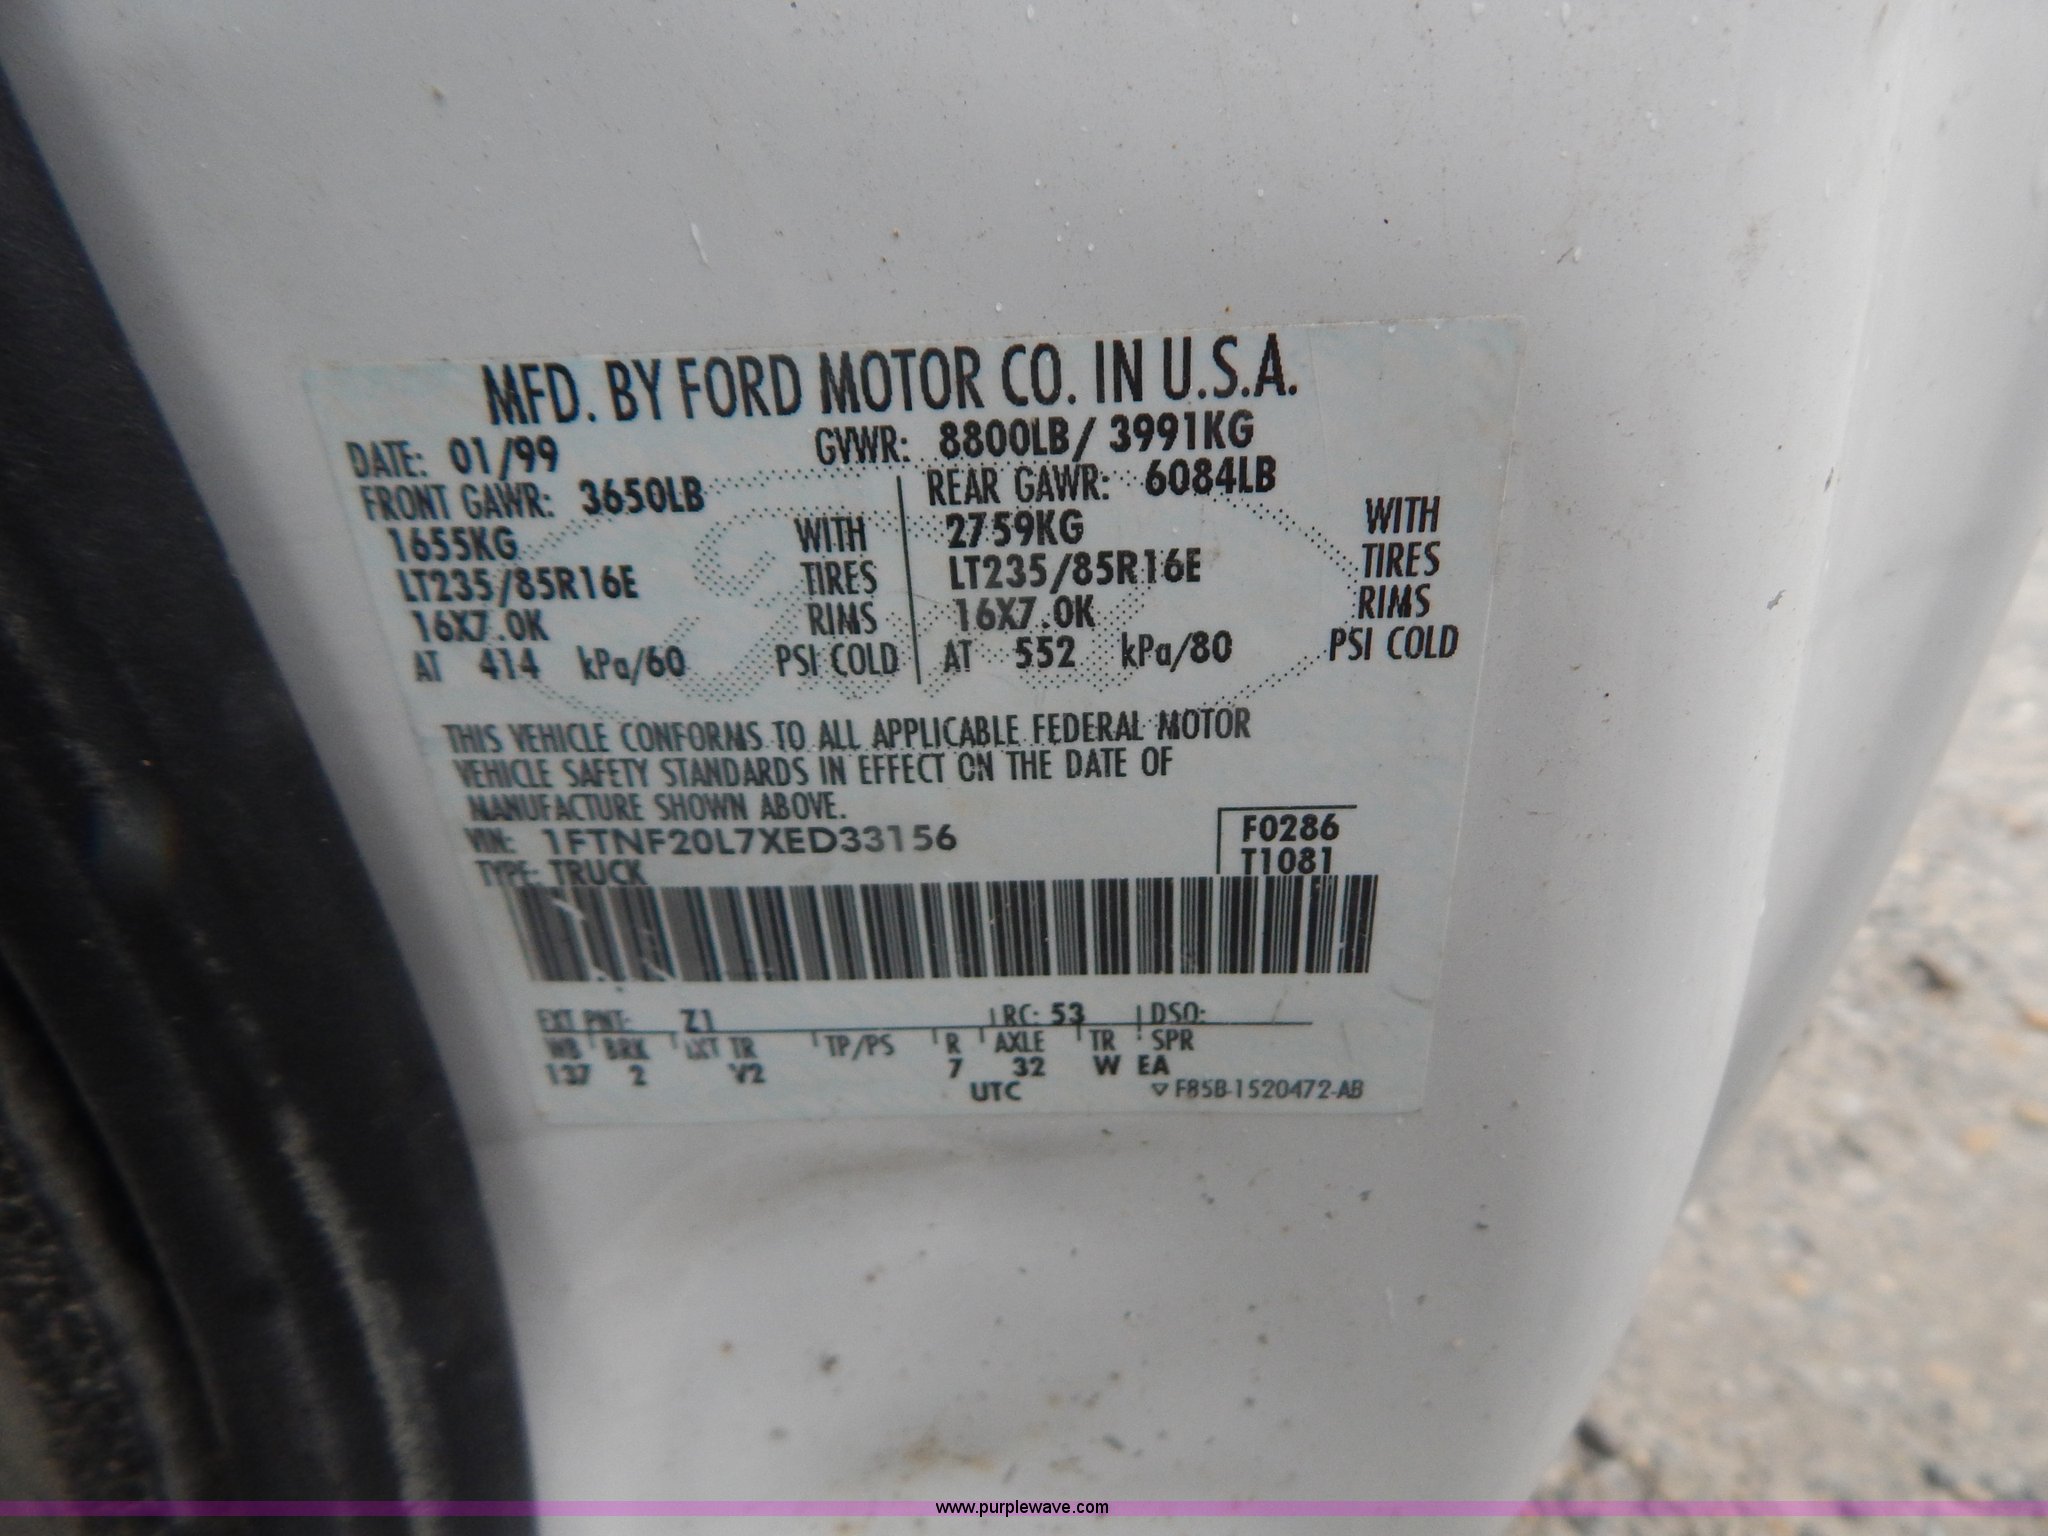 MFD. BY FORD MOTOR CO. IN U.S.A.
DATE: 01/99 GVWR: 8800LB/ 3991KG
FRONT GAWR: 3650LB REAR GAWR: 6084LB
1655KG WITH 2759KG WITH
LT235/85R16E TIRES LT235/85R16E TIRES
16X7.0K RIMS 16X7.0K RIMS
AT 414 kPa/60 PSI COLD AT 552 kPa/80 PSI COLD
THIS VEHICLE CONFORMS TO ALL APPLICABLE FEDERAL MOTOR
VEHICLE SAFETY STANDARDS IN EFFECT ON THE DATE OF
MANUFACTURE SHOWN ABOVE.
VIN: 1FTNF20L7XED33156 F0286
TYPE: TRUCK T1081
EXT PNT: Z1 RC: 53 DSO:
WB BRK INT TR TP/PS R AXLE TR SPR
137 2 V2 7 32 W EA
UTC ▽ F85B-1520472-AB
www.purplewave.com